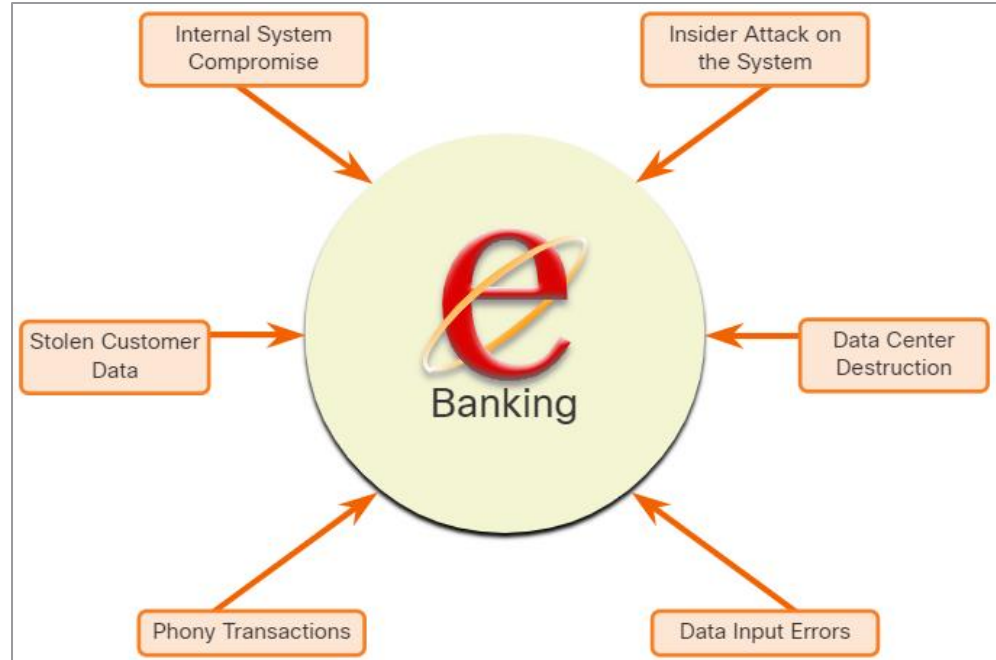 Internal System
Compromise
Insider Attack on
the System
Stolen Customer
Data
e
Banking
Data Center
Destruction
Phony Transactions
Data Input Errors